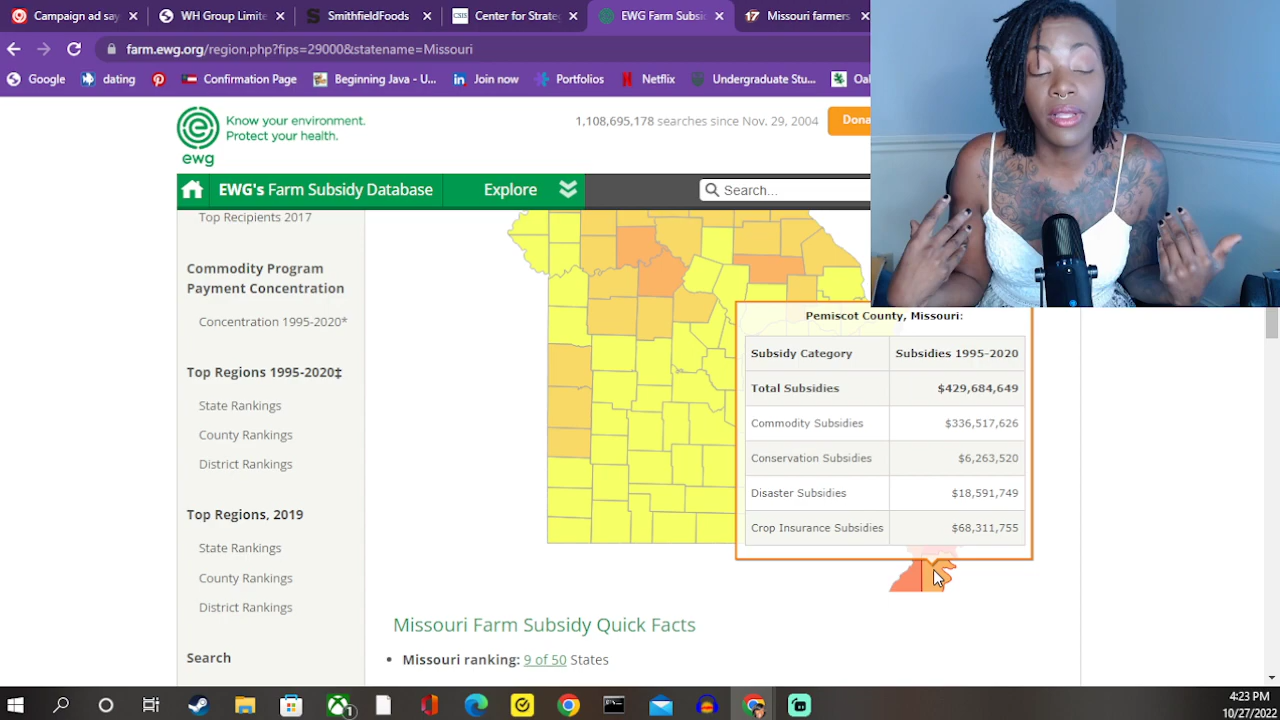 Campaign ad say
WH Group Limite
SmithfieldFoods
CSIS Center for Strate
EWG Farm Subsid
17 Missouri farmers
farm.ewg.org/region.php?fips=29000&statename=Missouri
Google
dating
Confirmation Page
Beginning Java - U...
Join now
Portfolios
Netflix
Undergraduate Stu...
ewg
Know your environment.
Protect your health.
1,108,695,178 searches since Nov. 29, 2004
EWG's Farm Subsidy Database
Explore
Search...
Top Recipients 2017
Commodity Program
Payment Concentration
Concentration 1995-2020*
Top Regions 1995-2020‡
State Rankings
County Rankings
District Rankings
Top Regions, 2019
State Rankings
County Rankings
District Rankings
Search
Pemiscot County, Missouri:
Subsidy Category Subsidies 1995-2020
Total Subsidies $429,684,649
Commodity Subsidies $336,517,626
Conservation Subsidies $6,263,520
Disaster Subsidies $18,591,749
Crop Insurance Subsidies $68,311,755
Missouri Farm Subsidy Quick Facts
• Missouri ranking: 9 of 50 States
1
4:23 PM
10/27/2022